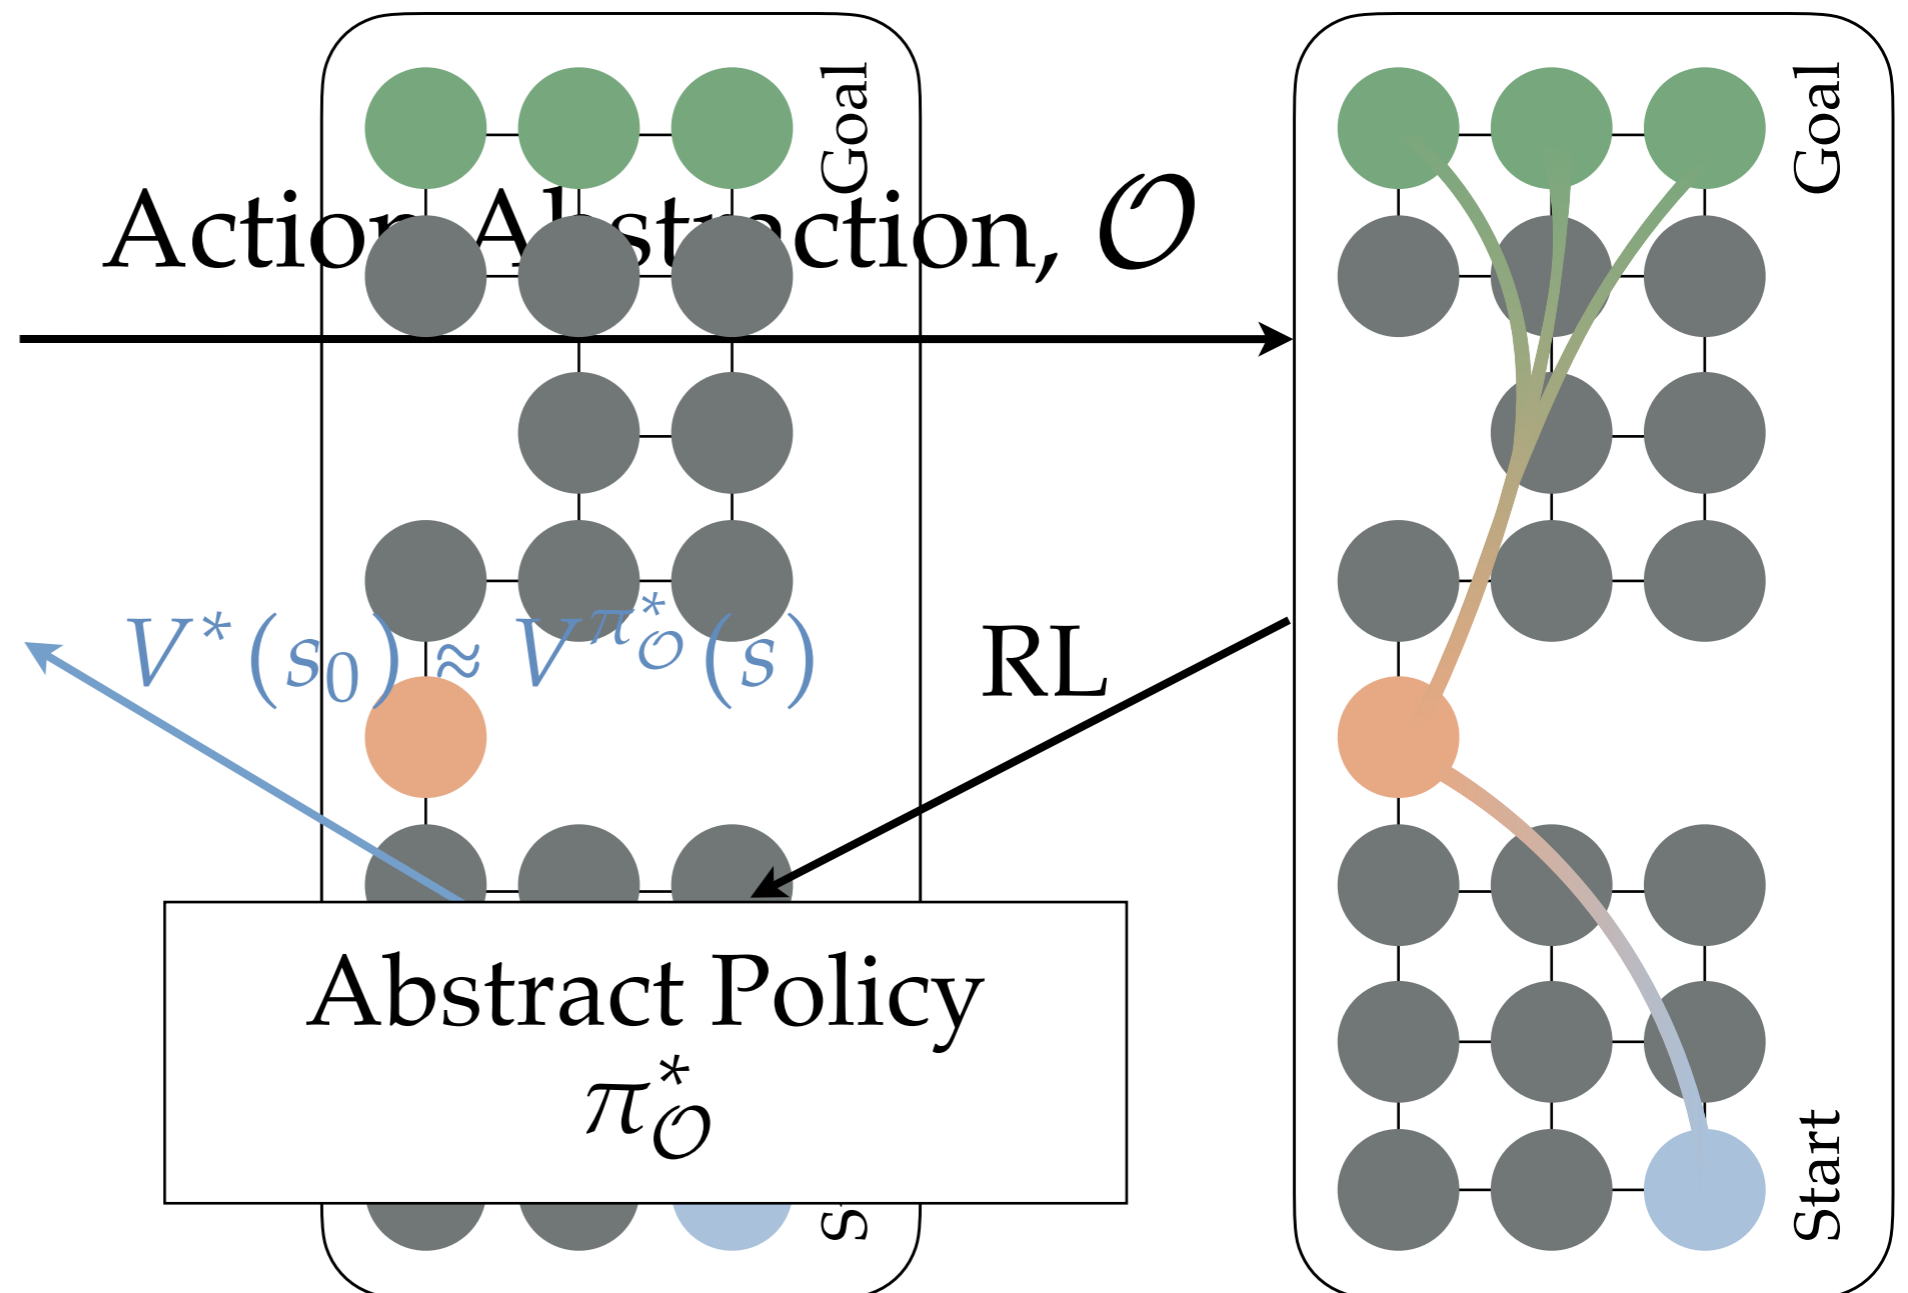 Goal
Goal
Action Abstraction, 𝒪
V*(s₀) ≈ V^{π*_𝒪}(s)
RL
Abstract Policy
π*_𝒪
Start